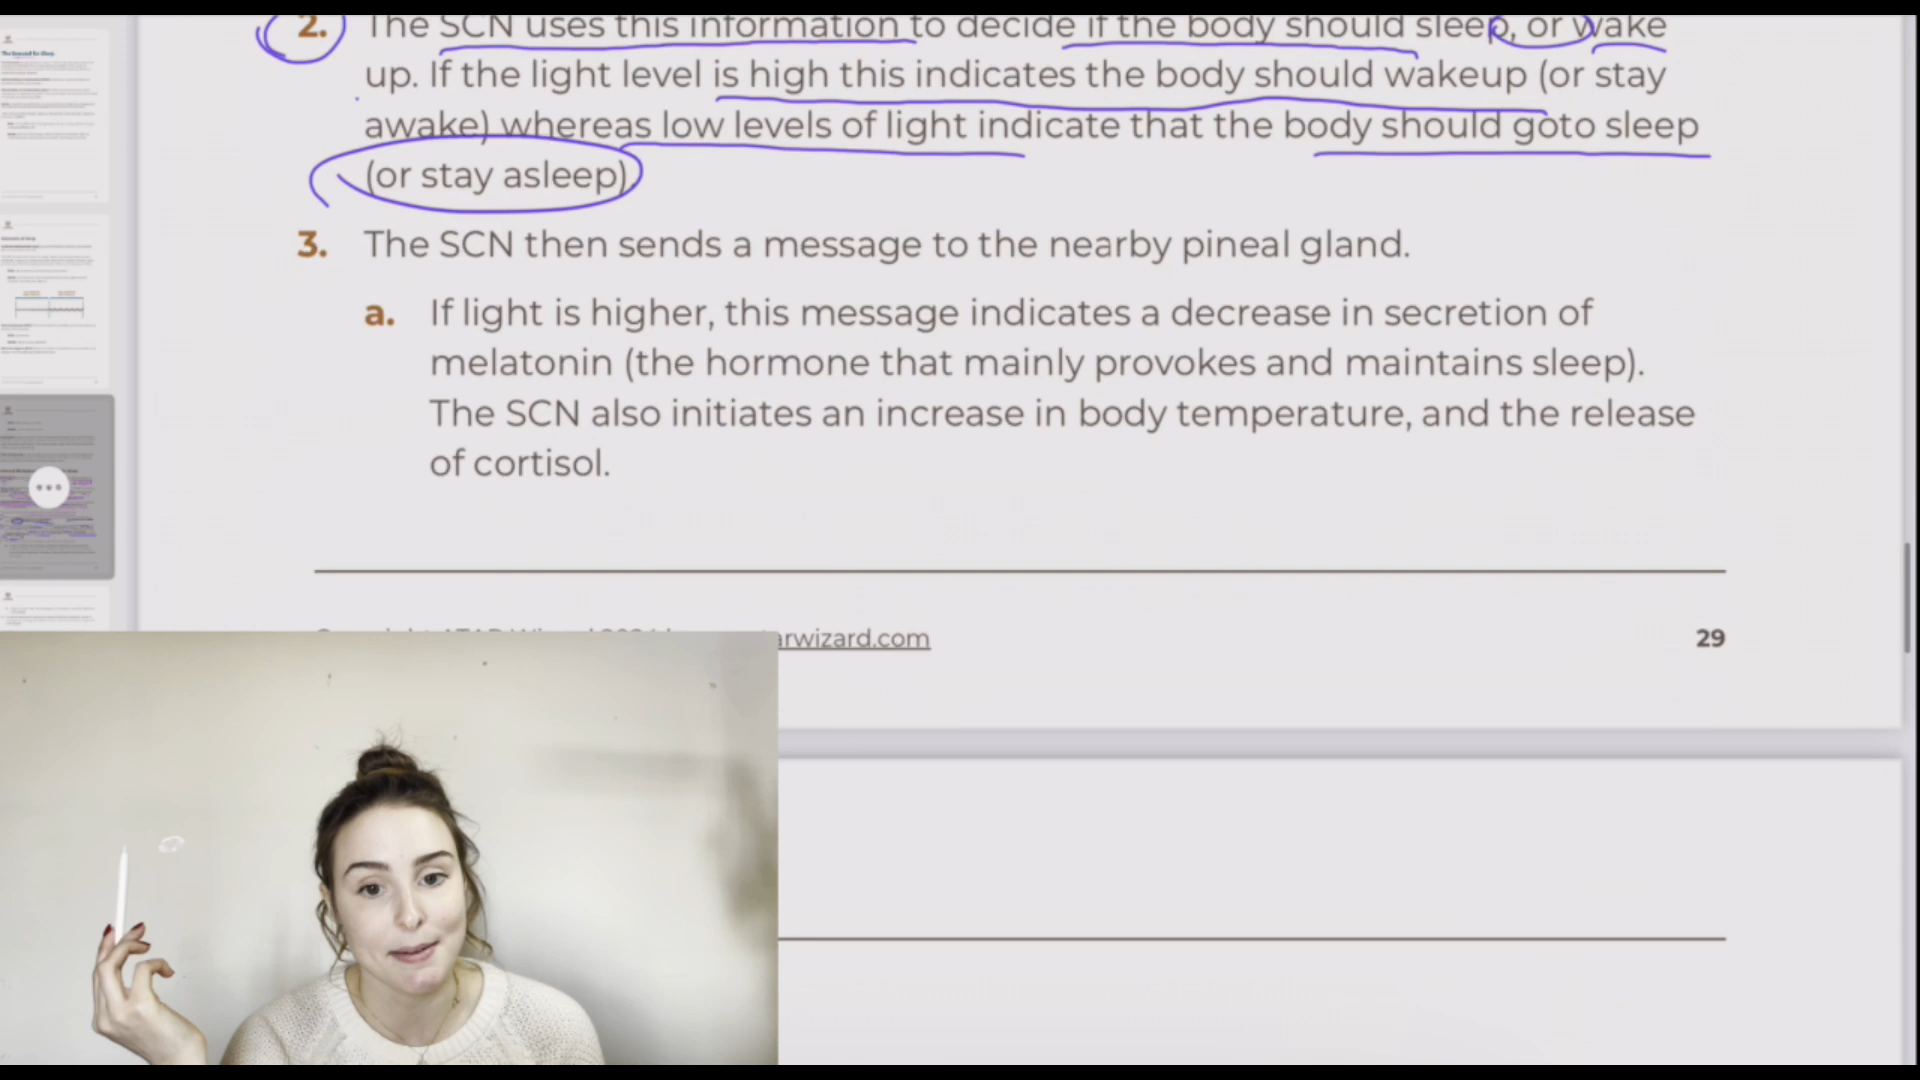 2. The SCN uses this information to decide if the body should sleep, or wake
up. If the light level is high this indicates the body should wakeup (or stay
awake) whereas low levels of light indicate that the body should goto sleep
(or stay asleep).
3. The SCN then sends a message to the nearby pineal gland.
a. If light is higher, this message indicates a decrease in secretion of
melatonin (the hormone that mainly provokes and maintains sleep).
The SCN also initiates an increase in body temperature, and the release
of cortisol.
arwizard.com
29